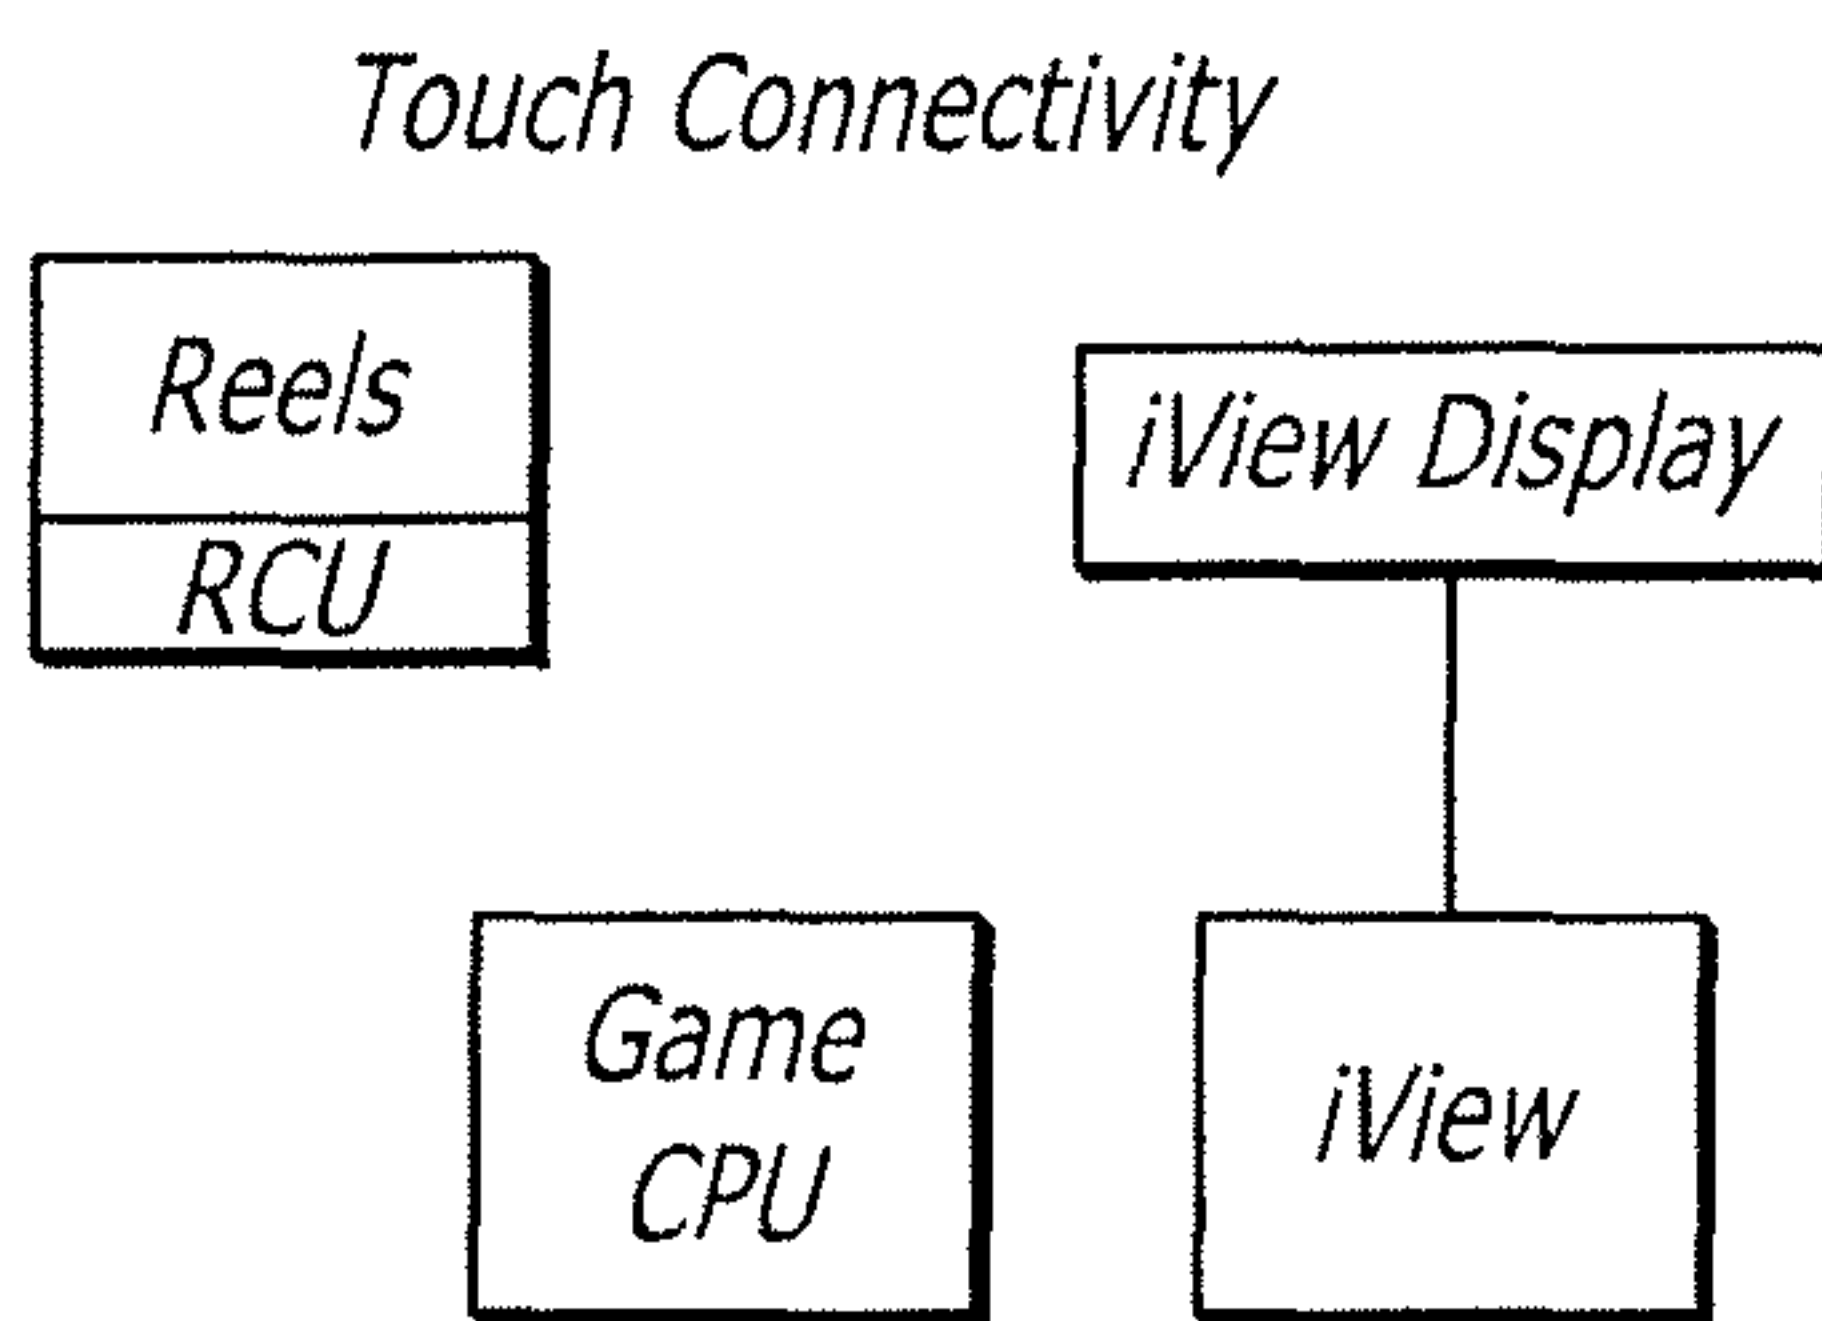 Touch Connectivity
Reels
RCU
iView Display
Game
CPU
iView